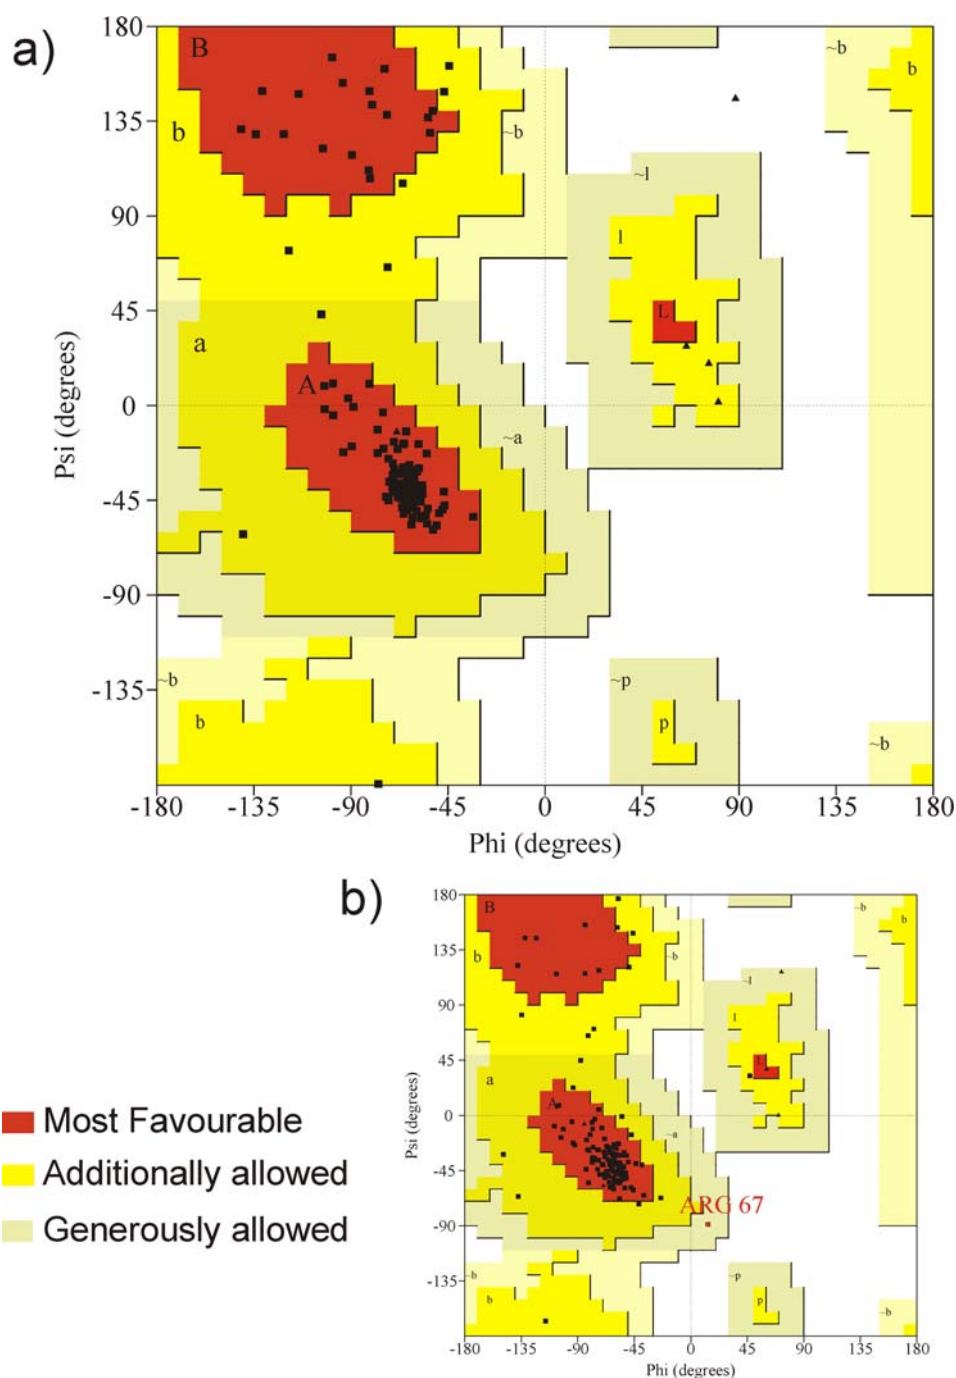 a)
180
135
90
45
0
-45
-90
-135
Psi (degrees)
B
b
a
A
~a
~b
~l
l
L
~b
b
~b
b
~p
p
~b
-180 -135 -90 -45 0 45 90 135 180
Phi (degrees)
b)
180
135
90
45
0
-45
-90
-135
Psi (degrees)
B
b
~b
~l
l
L
~b
b
a
A
~a
ARG 67
~b
b
~p
p
~b
-180 -135 -90 -45 0 45 90 135 180
Phi (degrees)
Most Favourable
Additionally allowed
Generously allowed